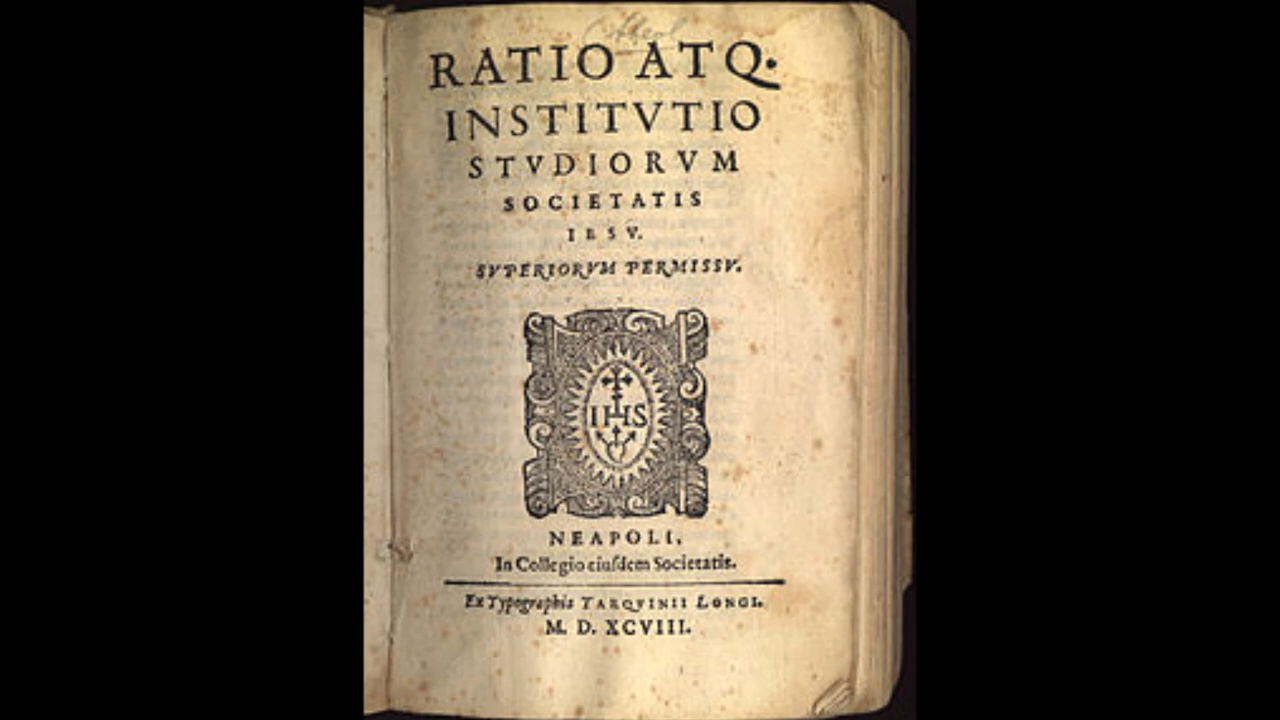 RATIO ATQ.
INSTITVTIO
STVDIORVM
SOCIETATIS
IESV.
SVPERIORVM PERMISSV.
IHS
NEAPOLI,
In Collegio eiuſdem Societatis.
Ex Typographia TARQVINII LONGI.
M. D. XCVIII.